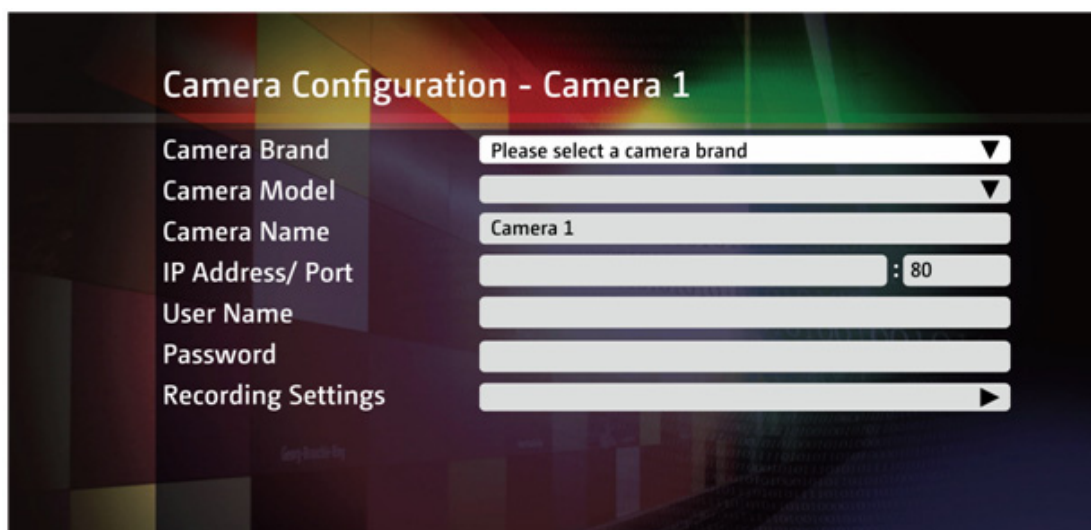 Camera Configuration - Camera 1
Camera Brand Please select a camera brand
Camera Model
Camera Name Camera 1
IP Address/ Port : 80
User Name
Password
Recording Settings